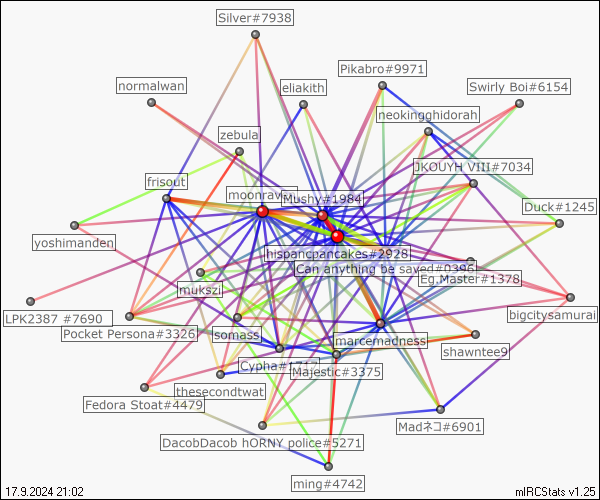 Silver#7938
Pikabro#9971
normalwan
eliakith
Swirly Boi#6154
neokingghidorah
zebula
JKOUYH VIII#7034
frisout
moonraven
Mushy#1984
Duck#1245
yoshimanden
hispancpancakes#2928
Can anything be saved#0396
Eg.Master#1378
mukszi
LPK2387 #7690
bigcitysamurai
Pocket Persona#3326
somass
marcemadness
shawntee9
Majestic#3375
thesecondtwat
Fedora Stoat#4479
Madネコ#6901
DacobDacob hORNY police#5271
ming#4742
17.9.2024 21:02
mIRCStats v1.25